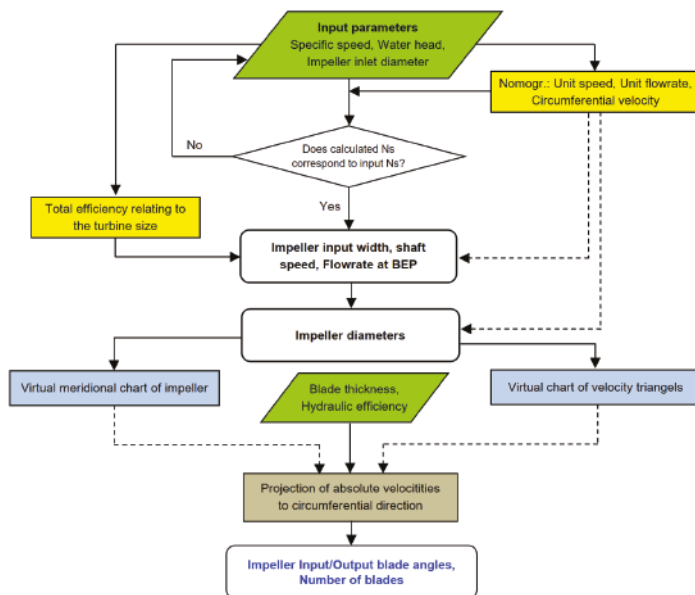 Input parameters
Specific speed, Water head,
Impeller inlet diameter
Nomogr.: Unit speed, Unit flowrate,
Circumferential velocity
No
Does calculated Ns
correspond to input Ns?
Yes
Total efficiency relating to
the turbine size
Impeller input width, shaft
speed, Flowrate at BEP
Impeller diameters
Virtual meridional chart of impeller
Blade thickness,
Hydraulic efficiency
Virtual chart of velocity triangels
Projection of absolute velocitities
to circumferential direction
Impeller Input/Output blade angles,
Number of blades